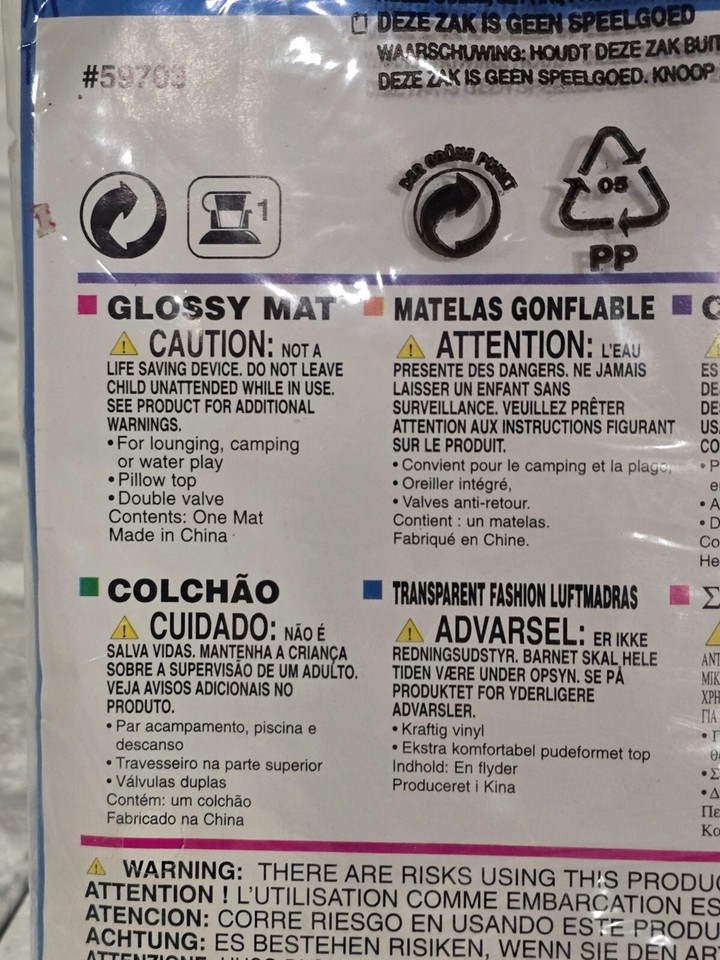 DEZE ZAK IS GEEN SPEELGOED
WAARSCHUWING: HOUDT DEZE ZAK
DEZE ZAK IS GEEN SPEELGOED. KNOOP
#59703
1
DER GRÜNE PUNKT
05
PP
GLOSSY MAT
CAUTION: NOT A
LIFE SAVING DEVICE. DO NOT LEAVE
CHILD UNATTENDED WHILE IN USE.
SEE PRODUCT FOR ADDITIONAL
WARNINGS.
• For lounging, camping
or water play
• Pillow top
• Double valve
Contents: One Mat
Made in China
MATELAS GONFLABLE
ATTENTION: L'EAU
PRESENTE DES DANGERS. NE JAMAIS
LAISSER UN ENFANT SANS
SURVEILLANCE. VEUILLEZ PRÊTER
ATTENTION AUX INSTRUCTIONS FIGURANT
SUR LE PRODUIT.
• Convient pour le camping et la plage,
• Oreiller intégré,
• Valves anti-retour.
Contient : un matelas.
Fabriqué en Chine.
COLCHÃO
CUIDADO: NÃO É
SALVA VIDAS. MANTENHA A CRIANÇA
SOBRE A SUPERVISÃO DE UM ADULTO.
VEJA AVISOS ADICIONAIS NO
PRODUTO.
• Par acampamento, piscina e
descanso
• Travesseiro na parte superior
• Válvulas duplas
Contém: um colchão
Fabricado na China
TRANSPARENT FASHION LUFTMADRAS
ADVARSEL: ER IKKE
REDNINGSUDSTYR. BARNET SKAL HELE
TIDEN VÆRE UNDER OPSYN. SE PÅ
PRODUKTET FOR YDERLIGERE
ADVARSLER.
• Kraftig vinyl
• Ekstra komfortabel pudeformet top
Indhold: En flyder
Produceret i Kina
WARNING: THERE ARE RISKS USING THIS
ATTENTION ! L'UTILISATION COMME EMBARCATION
ATENCION: CORRE RIESGO EN USANDO ESTE
ACHTUNG: ES BESTEHEN RISIKEN, WENN SIE DEN